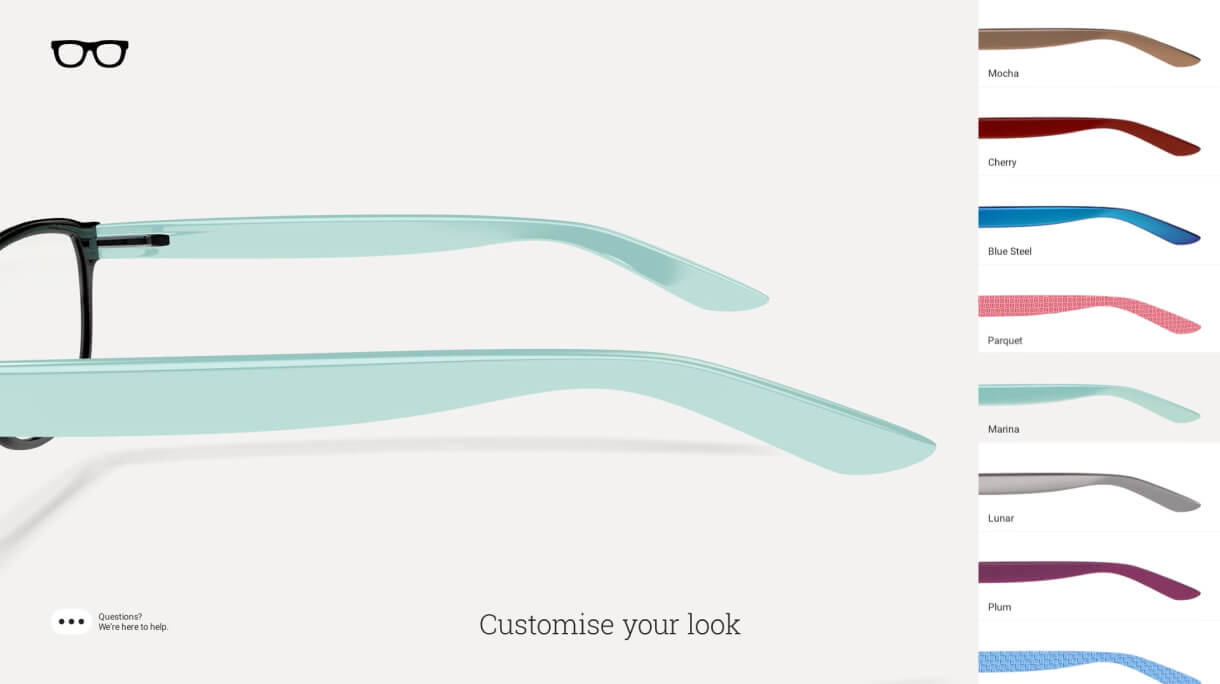 Mocha
Cherry
Blue Steel
Parquet
Marina
Lunar
Plum
Questions?
We're here to help.
Customise your look